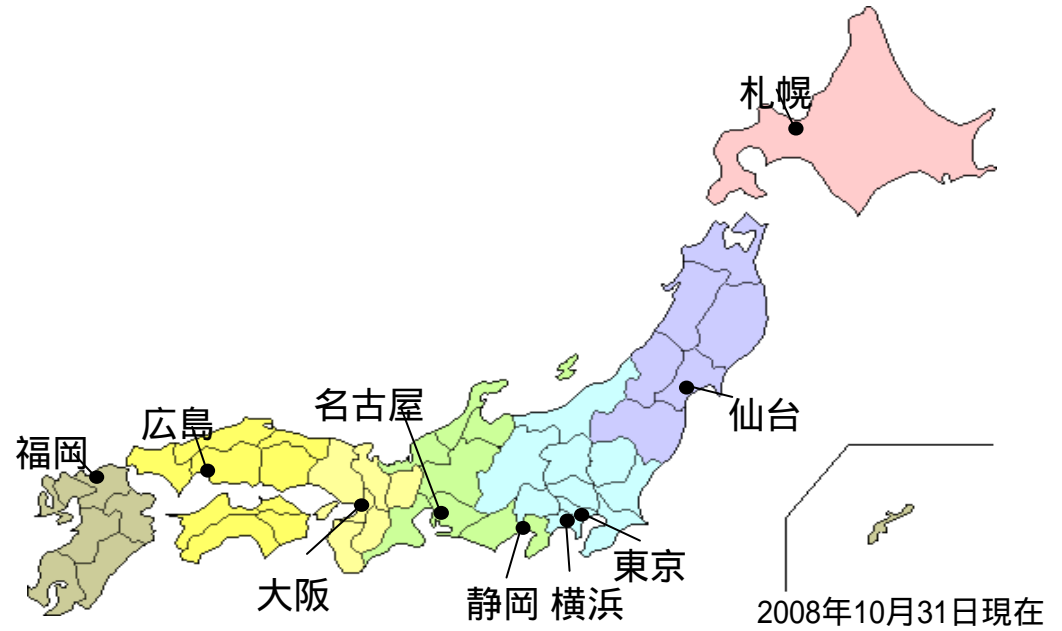 札幌
仙台
名古屋
広島
福岡
大阪
静岡
横浜
東京
2008年10月31日現在